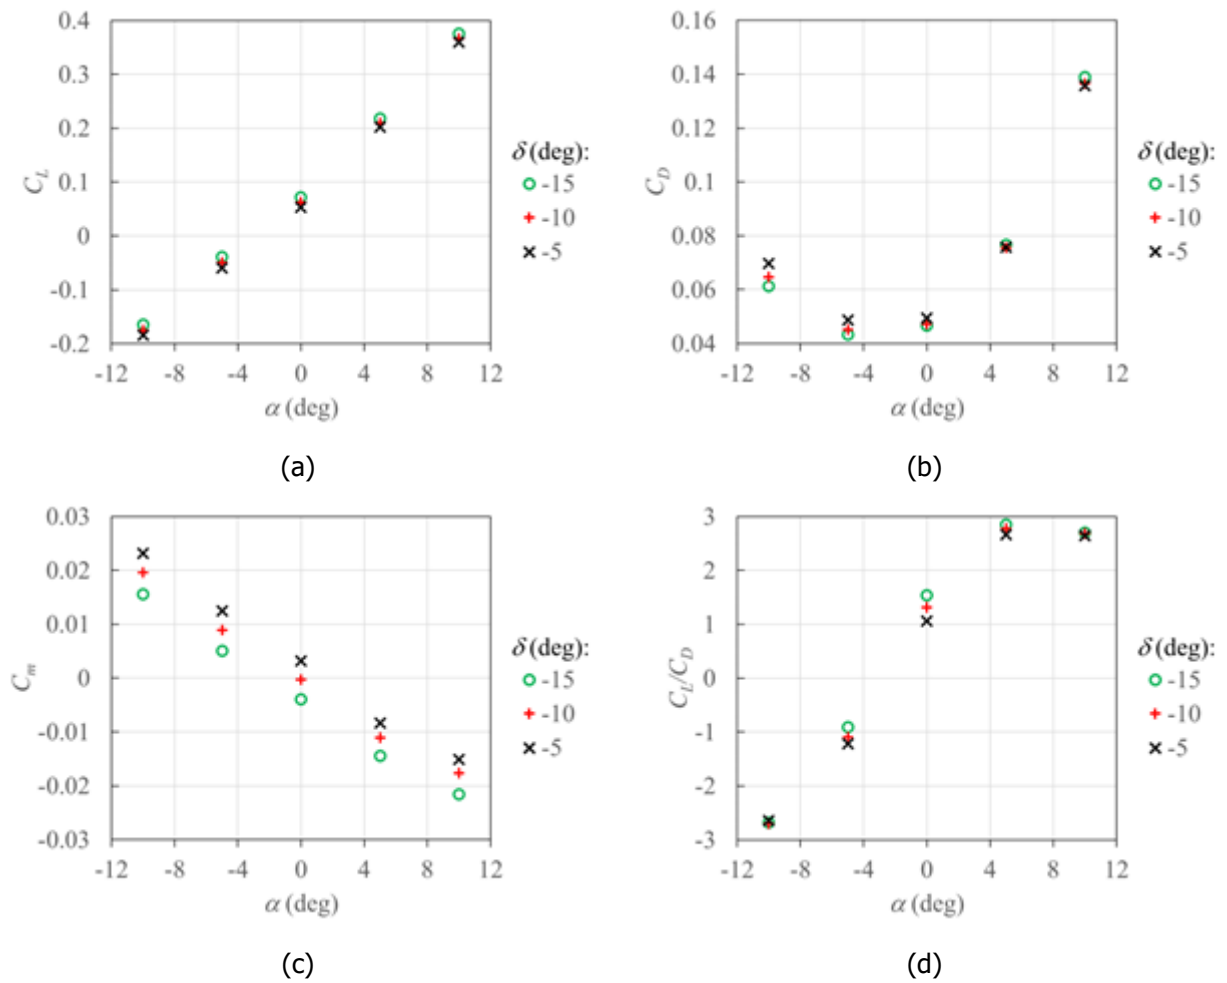 0.4
0.3
0.2
0.1
0
-0.1
-0.2
C_L
-12 -8 -4 0 4 8 12
α (deg)
δ (deg):
-15
-10
-5
(a)
0.16
0.14
0.12
0.1
0.08
0.06
0.04
C_D
-12 -8 -4 0 4 8 12
α (deg)
δ (deg):
-15
-10
-5
(b)
0.03
0.02
0.01
0
-0.01
-0.02
-0.03
C_m
-12 -8 -4 0 4 8 12
α (deg)
δ (deg):
-15
-10
-5
(c)
3
2
1
0
-1
-2
-3
C_L/C_D
-12 -8 -4 0 4 8 12
α (deg)
δ (deg):
-15
-10
-5
(d)